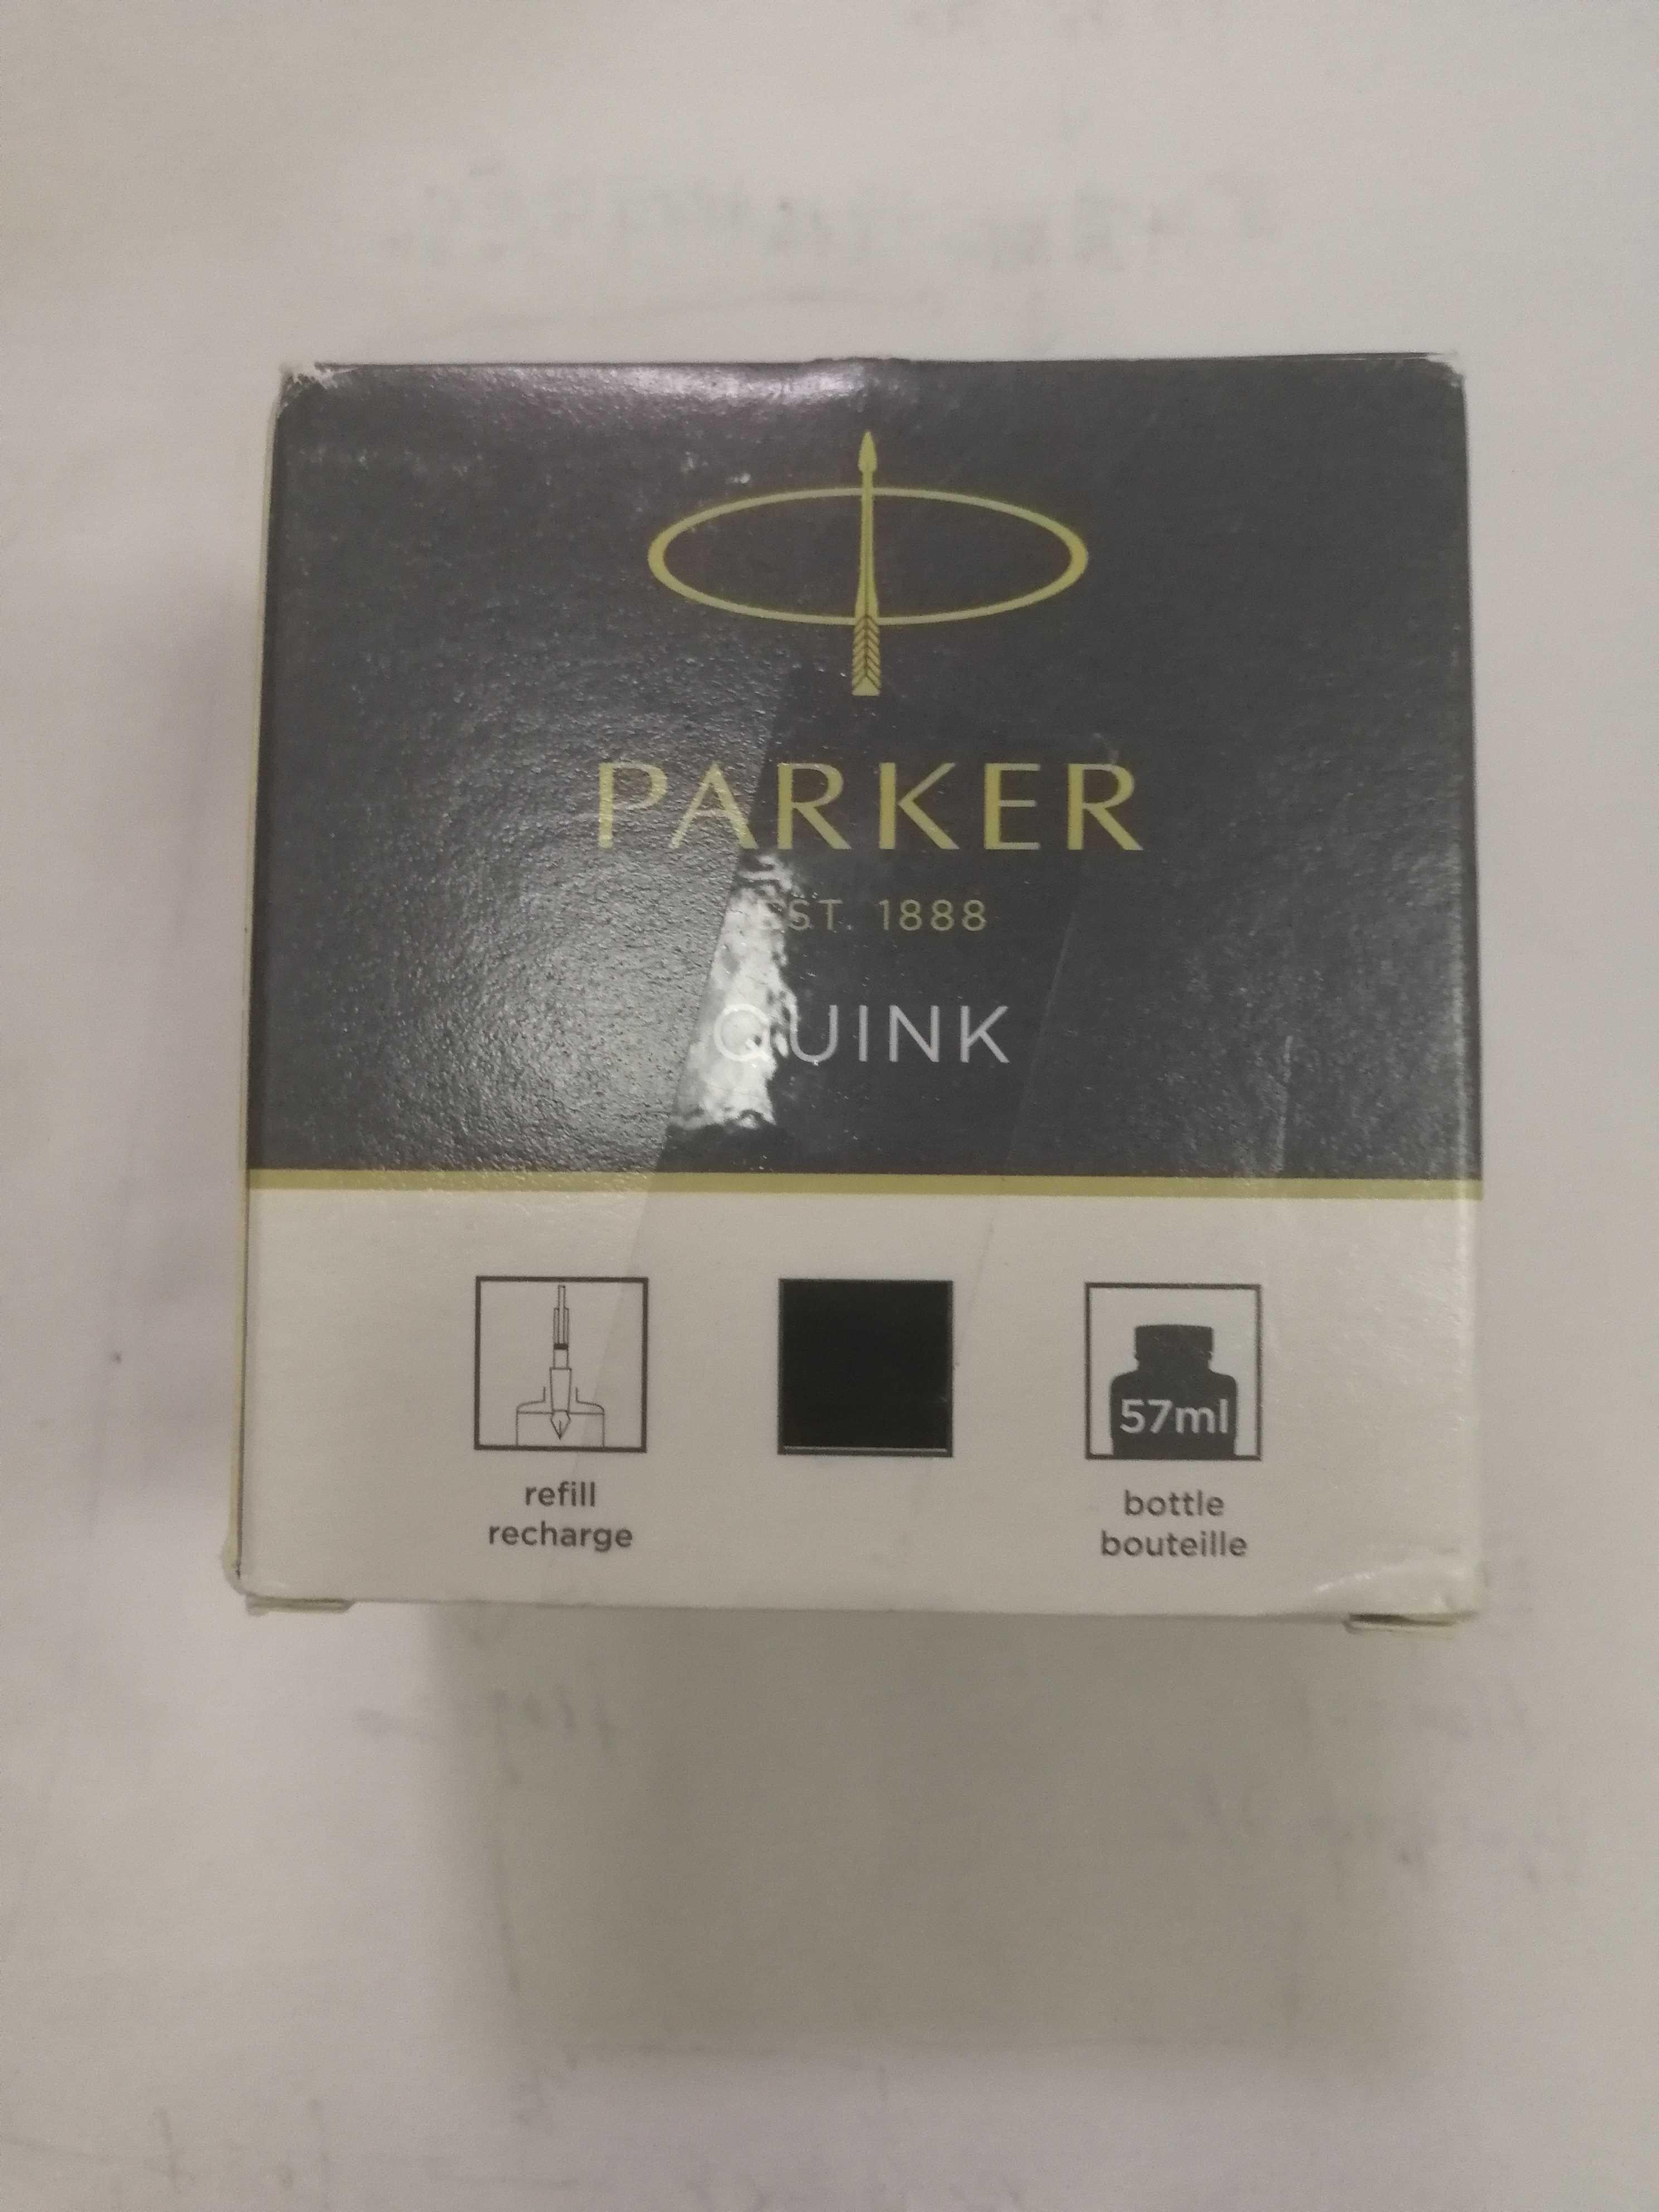 PARKER
EST. 1888
QUINK
57ml
refill
recharge
bottle
bouteille